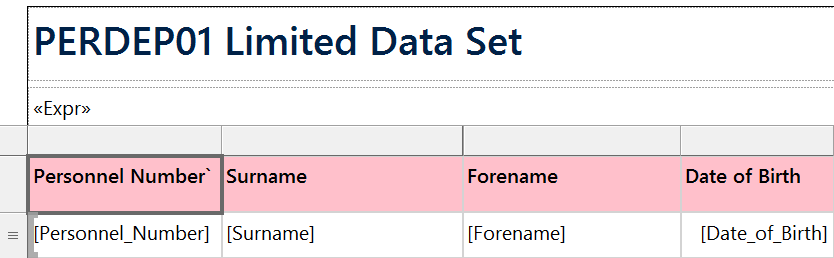 PERDEP01 Limited Data Set
«Expr»
Personnel Number` Surname Forename Date of Birth
[Personnel_Number] [Surname] [Forename] [Date_of_Birth]